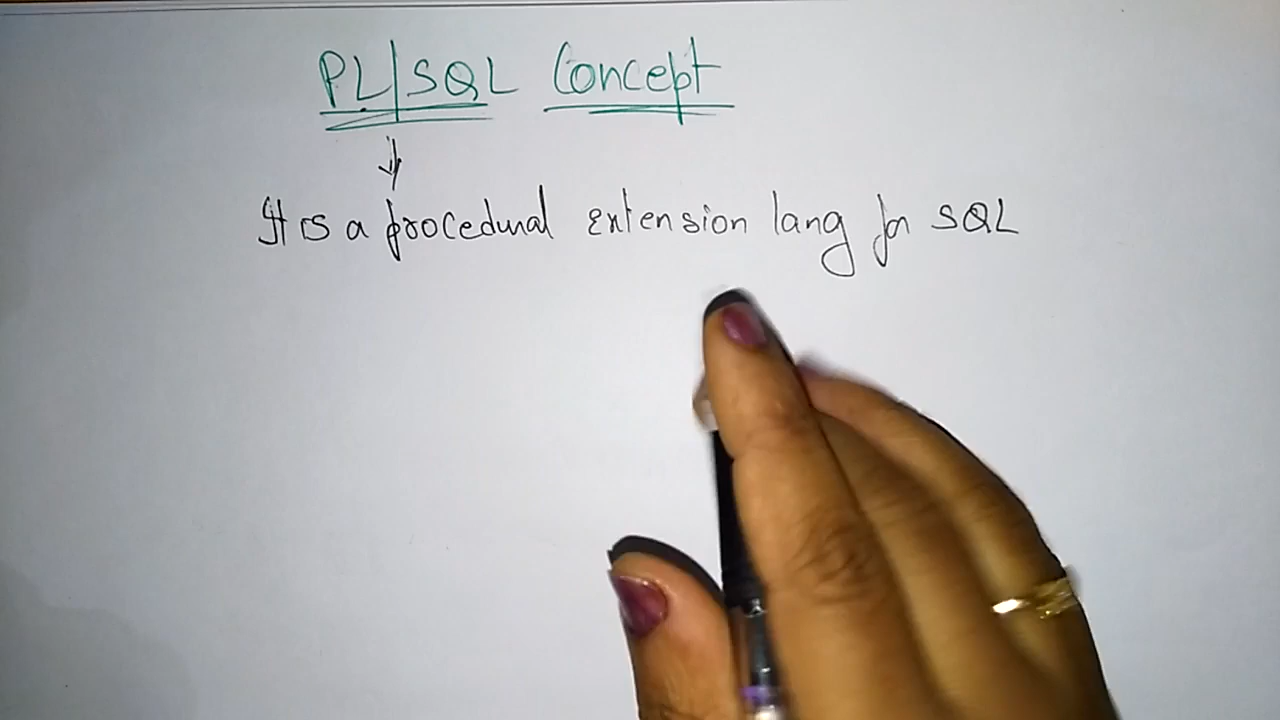 PL/SQL Concept
It is a procedural extension lang for SQL